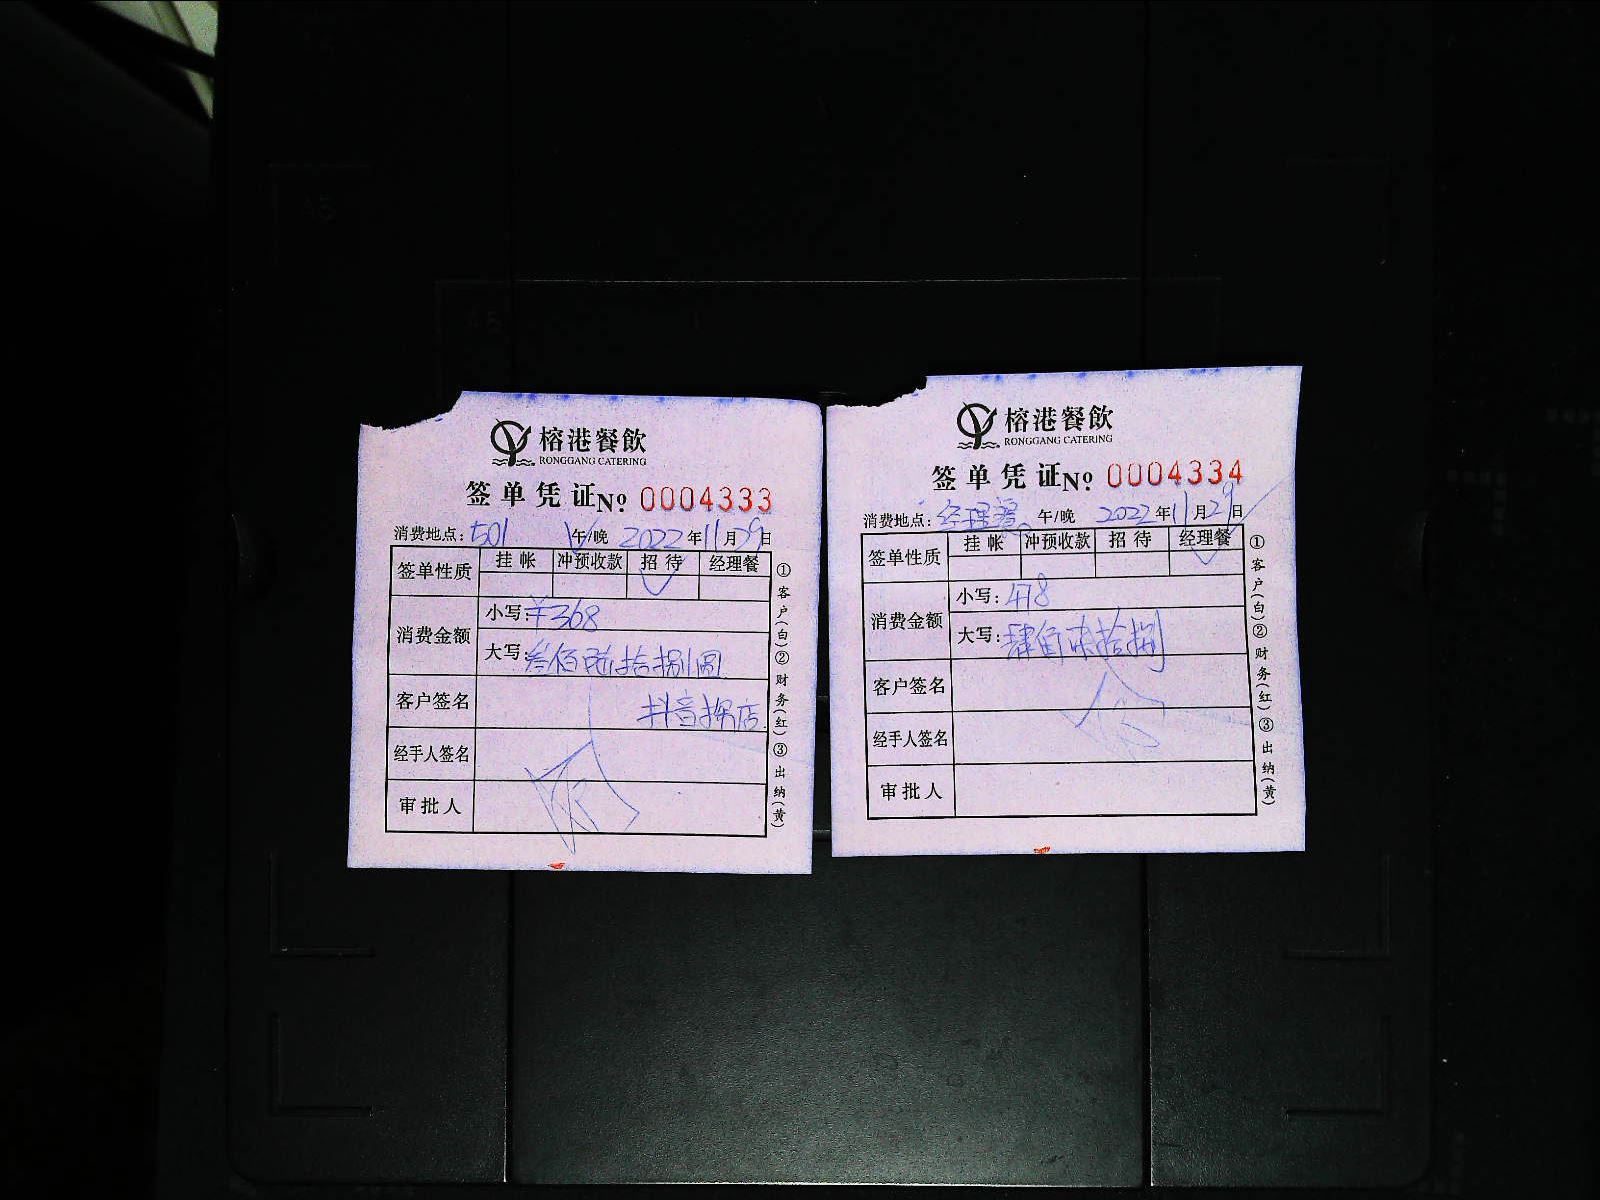 榕港餐飲
RONGGANG CATERING
签单凭证№ 0004333
消费地点：501 午/晚 2022年11月29日
签单性质 挂帐 冲预收款 招待 经理餐
消费金额
小写：￥368
大写：叁佰陆拾捌圆
客户签名 抖音探店
经手人签名
审批人
①客户（白）②财务（红）③出纳（黄）
榕港餐飲
RONGGANG CATERING
签单凭证№ 0004334
消费地点：经理餐 午/晚 2022年11月29日
签单性质 挂帐 冲预收款 招待 经理餐
消费金额
小写：478
大写：肆佰柒拾捌
客户签名
经手人签名
审批人
①客户（白）②财务（红）③出纳（黄）